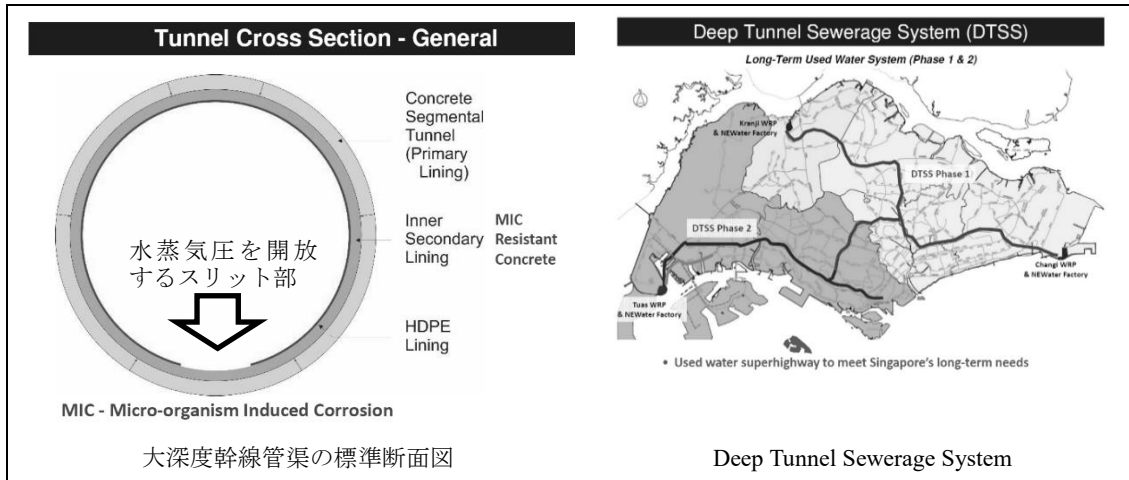 Tunnel Cross Section - General
Concrete
Segmental
Tunnel
(Primary
Lining)
Inner
Secondary
Lining
MIC
Resistant
Concrete
水蒸気圧を開放
するスリット部
HDPE
Lining
MIC - Micro-organism Induced Corrosion
大深度幹線管渠の標準断面図
Deep Tunnel Sewerage System (DTSS)
Long-Term Used Water System (Phase 1 & 2)
Kranji WRP
& NEWater Factory
DTSS Phase 1
DTSS Phase 2
Changi WRP
& NEWater Factory
Tuas WRP
& NEWater Factory
• Used water superhighway to meet Singapore's long-term needs
Deep Tunnel Sewerage System